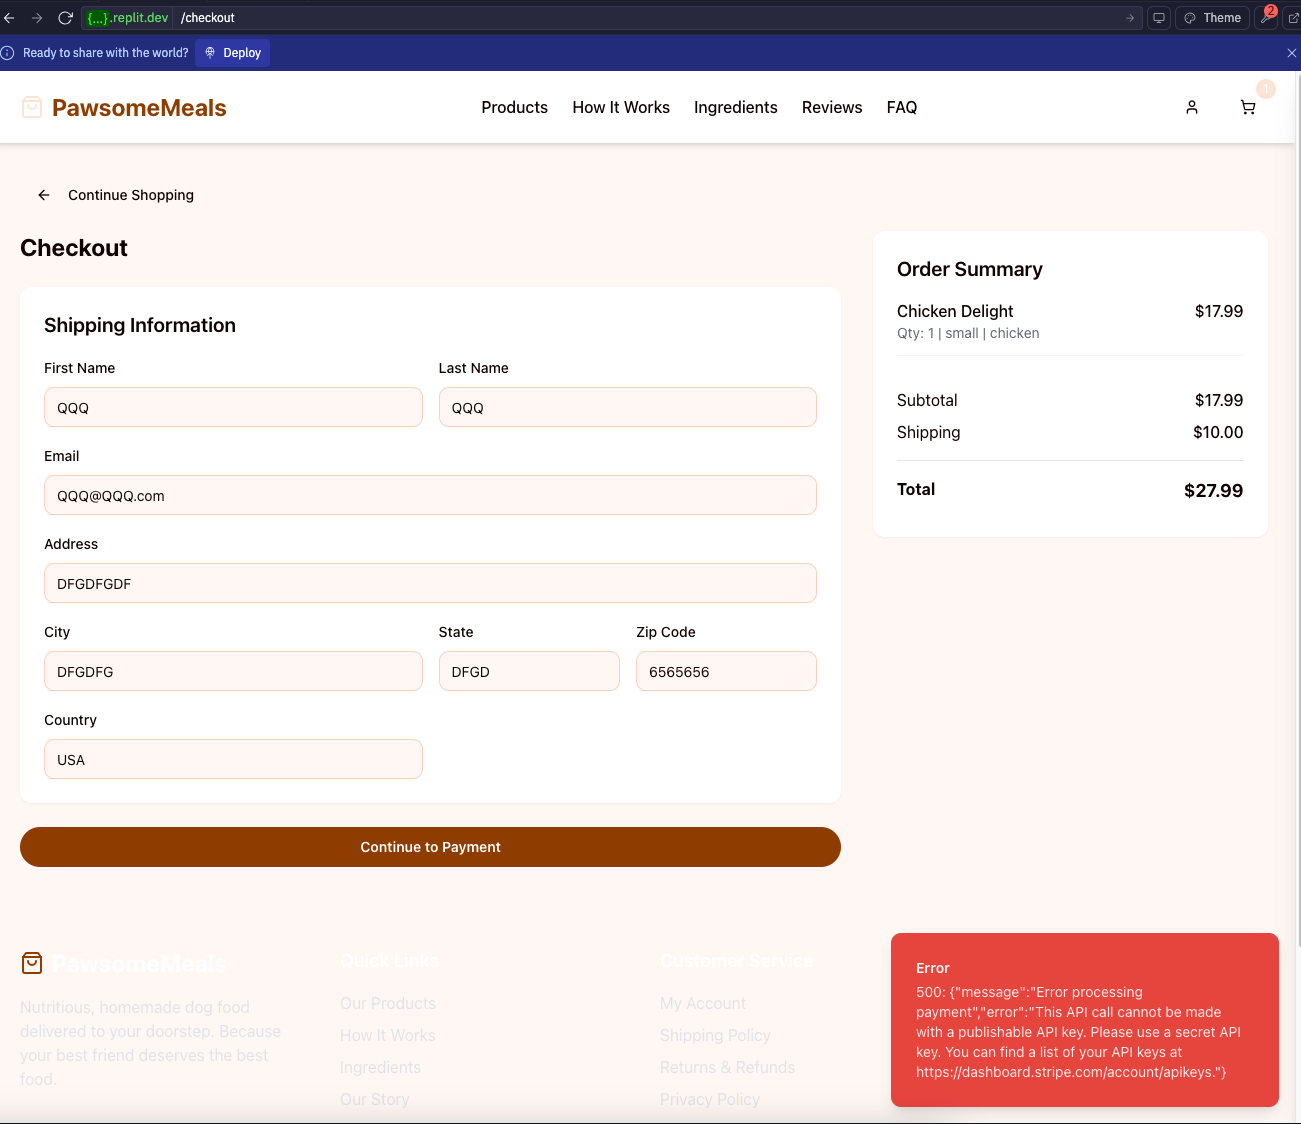 {...}.replit.dev /checkout
Theme
2
Ready to share with the world? Deploy
PawsomeMeals
Products How It Works Ingredients Reviews FAQ
1
Continue Shopping
Checkout
Shipping Information
First Name Last Name
QQQ QQQ
Email
QQQ@QQQ.com
Address
DFGDFGDF
City State Zip Code
DFGDFG DFGD 6565656
Country
USA
Continue to Payment
Order Summary
Chicken Delight $17.99
Qty: 1 | small | chicken
Subtotal $17.99
Shipping $10.00
Total $27.99
PawsomeMeals
Nutritious, homemade dog food
delivered to your doorstep. Because
your best friend deserves the best
food.
Quick Links
Our Products
How It Works
Ingredients
Our Story
Customer Service
My Account
Shipping Policy
Returns & Refunds
Privacy Policy
Error
500: {"message":"Error processing
payment","error":"This API call cannot be made
with a publishable API key. Please use a secret API
key. You can find a list of your API keys at
https://dashboard.stripe.com/account/apikeys."}